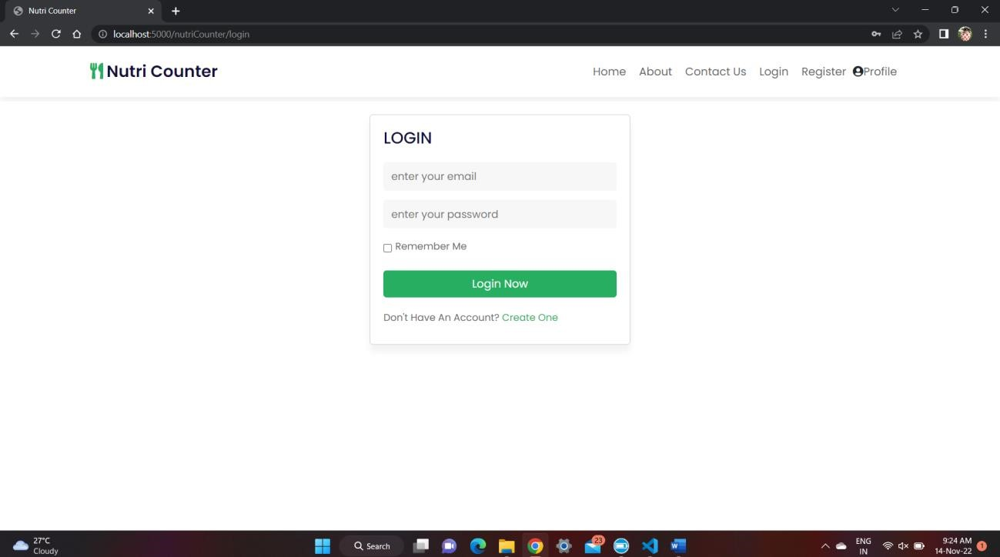 Nutri Counter
localhost:5000/nutriCounter/login
Nutri Counter
Home About Contact Us Login Register Profile
LOGIN
enter your email
enter your password
Remember Me
Login Now
Don't Have An Account? Create One
27°C
Cloudy
Search
23
W
ENG
IN
9:24 AM
14-Nov-22
1